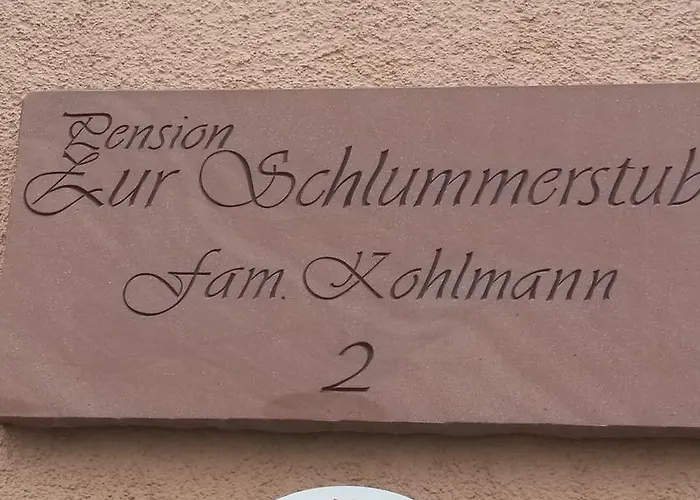 Pension
Zur Schlummerstub
Fam. Kohlmann
2